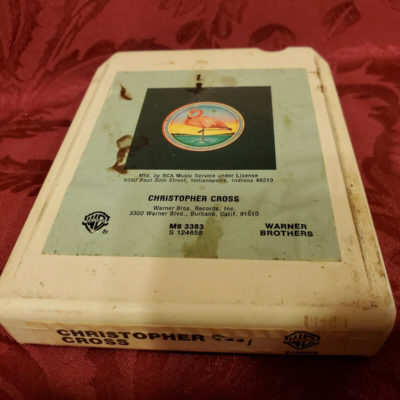 Mfd. by RCA Music Service under License
6550 East 30th Street, Indianapolis, Indiana 46219
CHRISTOPHER CROSS
Warner Bros. Records, Inc.
3300 Warner Blvd., Burbank, Calif. 91510
M8 3383
S 124658
WARNER
BROTHERS
CHRISTOPHER
CROSS